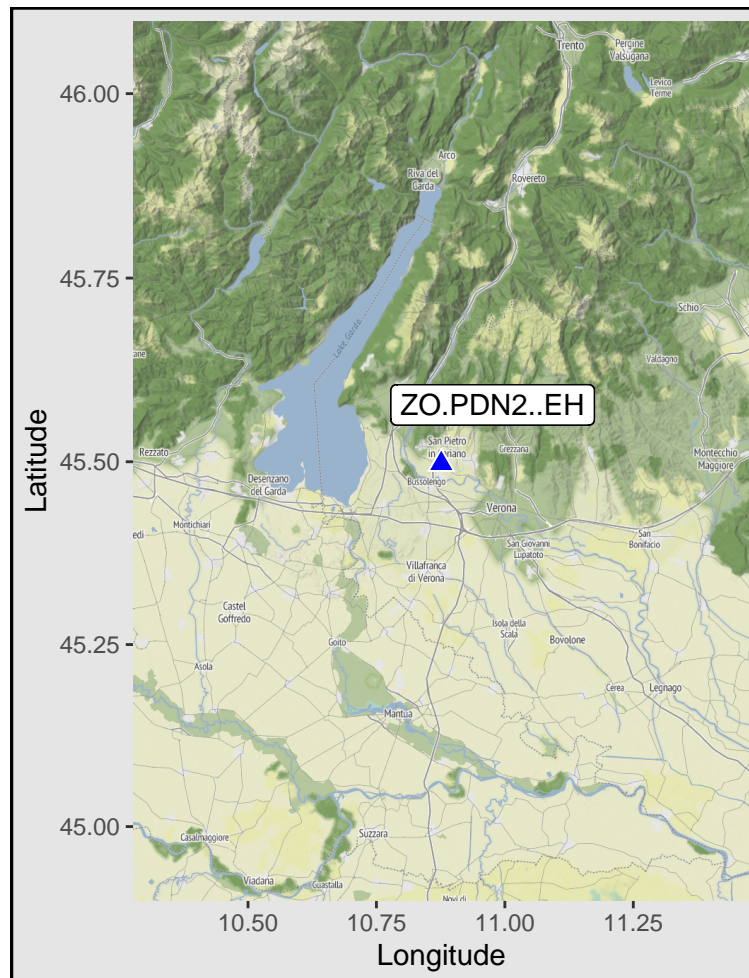 Trento
Pergine
Valsugana
Levico
Terme
46.00
Arco
Riva del
Garda
Rovereto
45.75
Schio
Lake Garda
Valdagno
ZO.PDN2..EH
San Pietro
Rezzato
Grezzana
Montecchio
Maggiore
45.50
Desenzano
del Garda
Bussolengo
Verona
Latitude
Montichiari
San Giovanni
Lupatoto
San
Bonifacio
Villafranca
di Verona
Castel
Goffredo
Isola della
Scala
Bovolone
45.25
Goito
Asola
Cerea
Legnago
Mantua
45.00
Casalmaggiore
Suzzara
Viadana
Guastalla
Novi di
10.50
10.75
11.00
11.25
Longitude